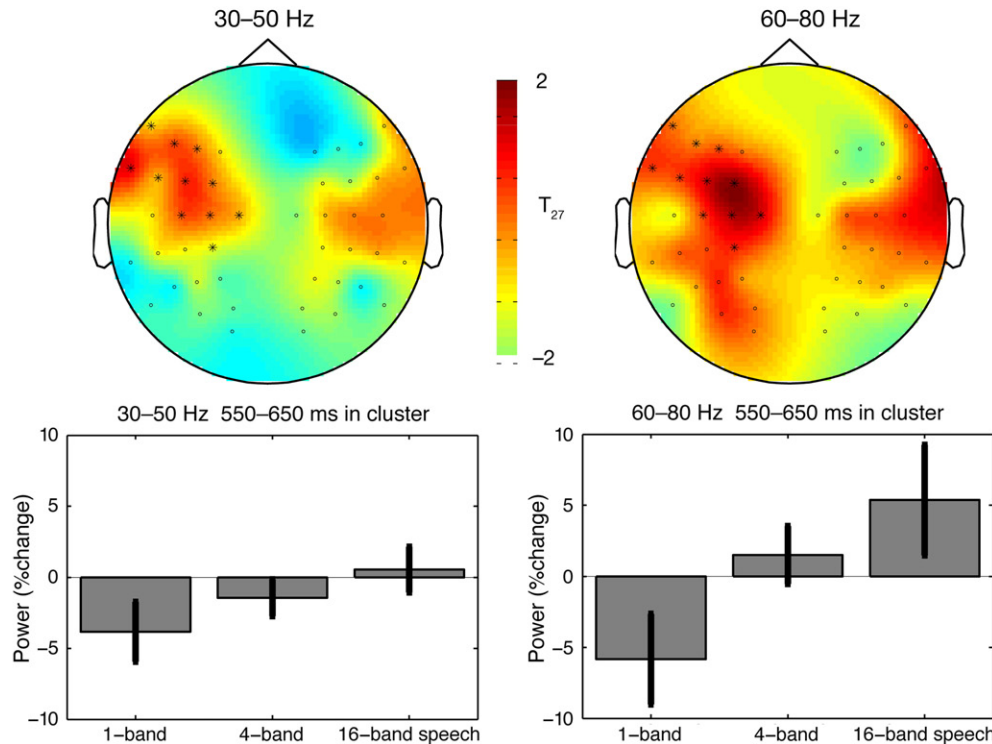 30–50 Hz
60–80 Hz
2
T27
–2
30–50 Hz 550–650 ms in cluster
60–80 Hz 550–650 ms in cluster
Power (%change)
10
5
0
−5
−10
1−band
4−band
16−band speech
Power (%change)
10
5
0
−5
−10
1−band
4−band
16−band speech